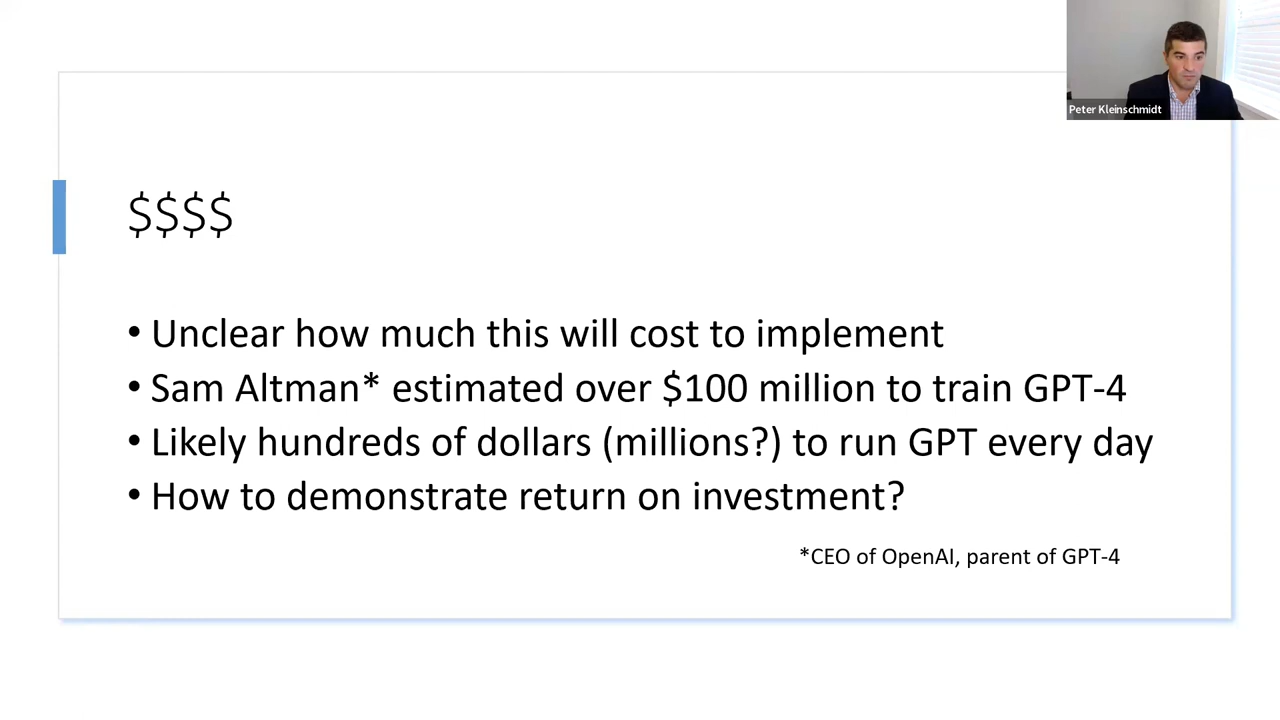 Peter Kleinschmidt
$$$$
• Unclear how much this will cost to implement
• Sam Altman* estimated over $100 million to train GPT-4
• Likely hundreds of dollars (millions?) to run GPT every day
• How to demonstrate return on investment?
*CEO of OpenAI, parent of GPT-4